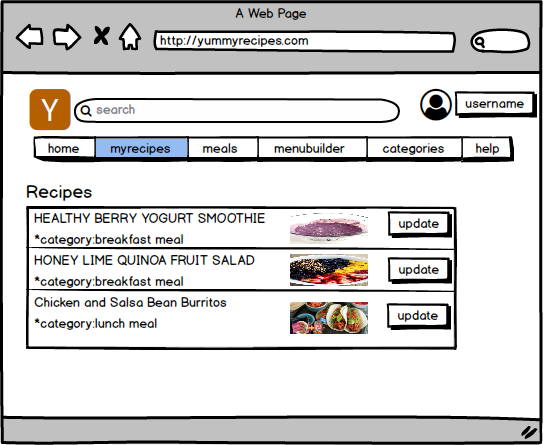 A Web Page
http://yummyrecipes.com
Y
search
username
home myrecipes meals menubuilder categories help
Recipes
HEALTHY BERRY YOGURT SMOOTHIE
*category:breakfast meal
update
HONEY LIME QUINOA FRUIT SALAD
*category:breakfast meal
update
Chicken and Salsa Bean Burritos
*category:lunch meal
update